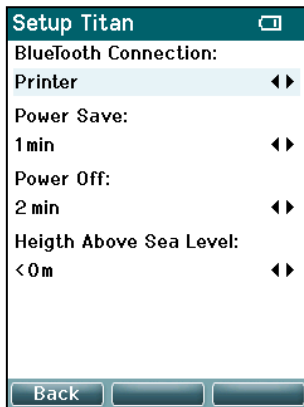 Setup Titan
BlueTooth Connection:
Printer
Power Save:
1 min
Power Off:
2 min
Heigth Above Sea Level:
<0m
Back